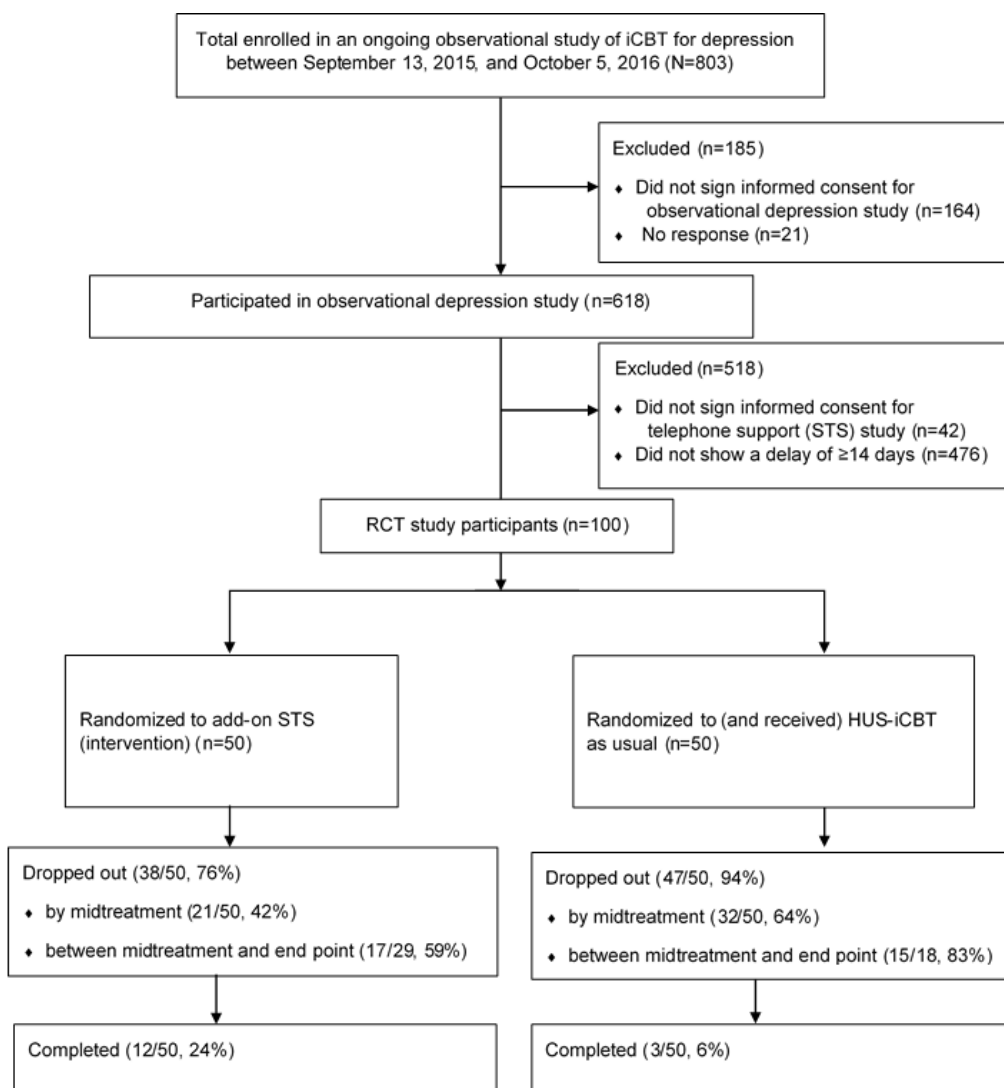 Total enrolled in an ongoing observational study of iCBT for depression
between September 13, 2015, and October 5, 2016 (N=803)
Excluded (n=185)
♦ Did not sign informed consent for
observational depression study (n=164)
♦ No response (n=21)
Participated in observational depression study (n=618)
Excluded (n=518)
♦ Did not sign informed consent for
telephone support (STS) study (n=42)
♦ Did not show a delay of ≥14 days (n=476)
RCT study participants (n=100)
Randomized to add-on STS
(intervention) (n=50)
Randomized to (and received) HUS-iCBT
as usual (n=50)
Dropped out (38/50, 76%)
♦ by midtreatment (21/50, 42%)
♦ between midtreatment and end point (17/29, 59%)
Dropped out (47/50, 94%)
♦ by midtreatment (32/50, 64%)
♦ between midtreatment and end point (15/18, 83%)
Completed (12/50, 24%)
Completed (3/50, 6%)